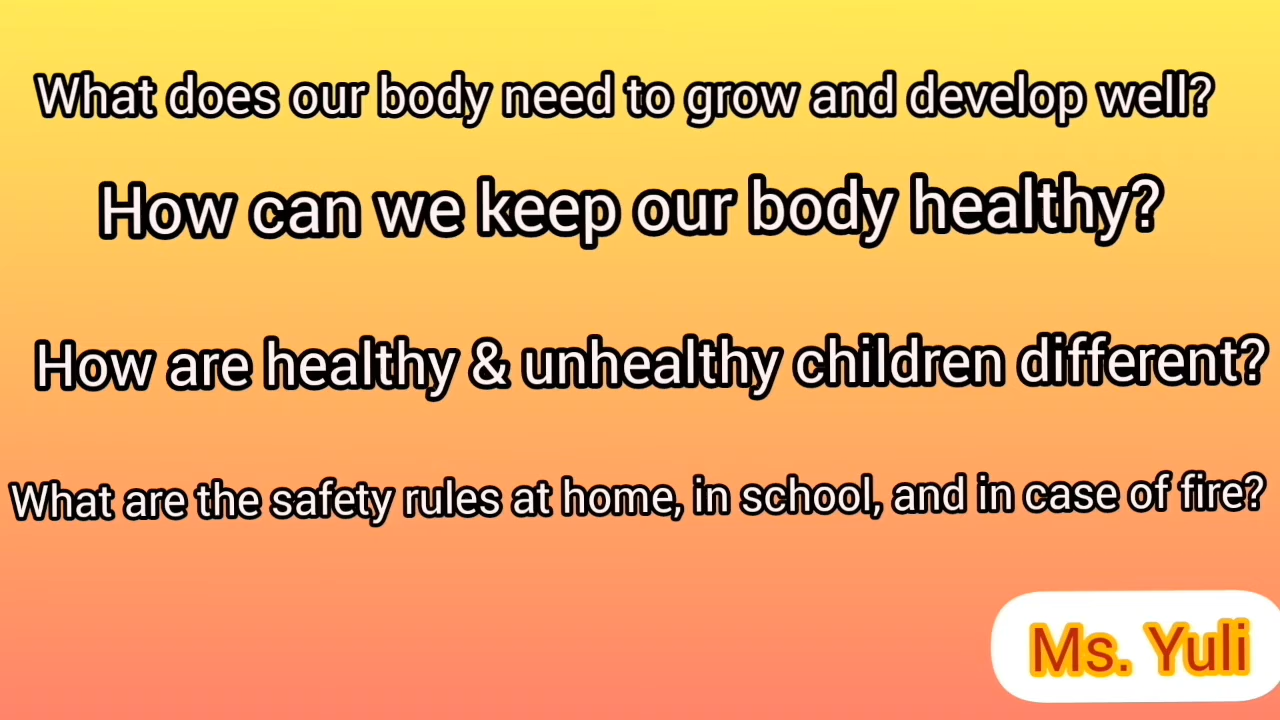 What does our body need to grow and develop well?
How can we keep our body healthy?
How are healthy & unhealthy children different?
What are the safety rules at home, in school, and in case of fire?
Ms. Yuli